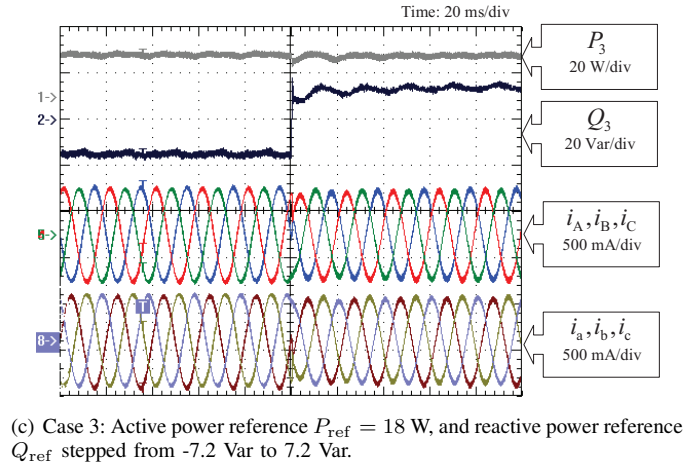 Time: 20 ms/div
P3
20 W/div
1->
2->
Q3
20 Var/div
T
iA, iB, iC
500 mA/div
T
8->
ia, ib, ic
500 mA/div
(c) Case 3: Active power reference Pref = 18 W, and reactive power reference
Qref stepped from -7.2 Var to 7.2 Var.